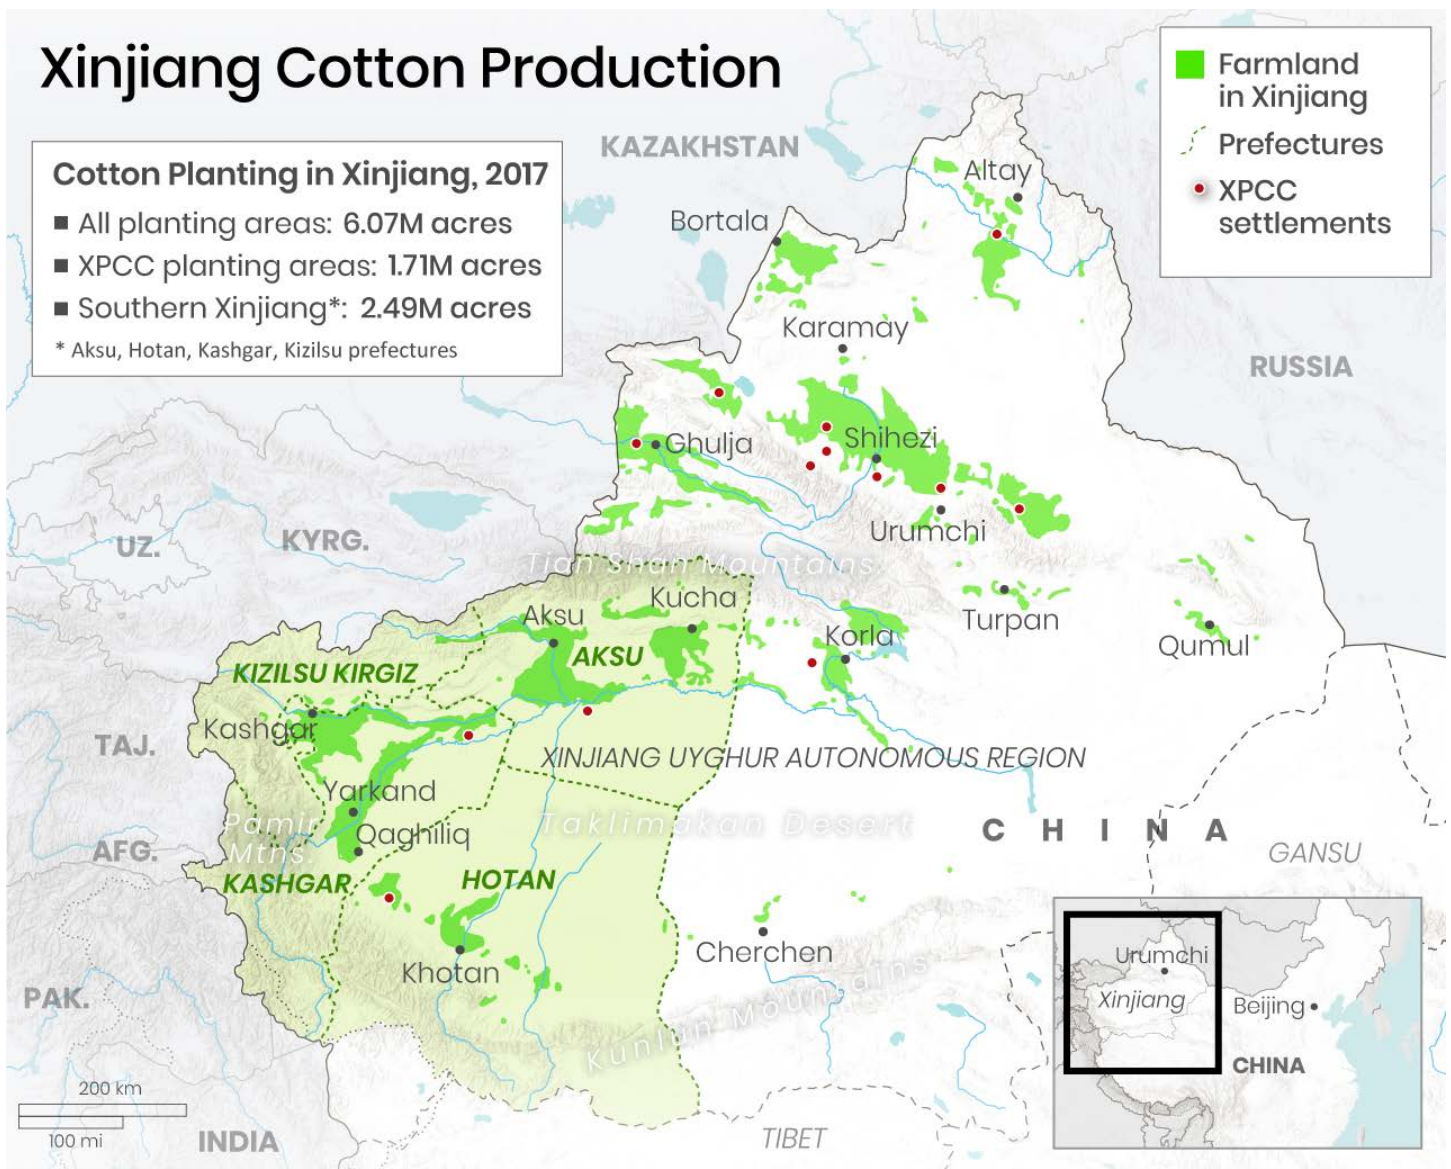 Xinjiang Cotton Production
Cotton Planting in Xinjiang, 2017
■ All planting areas: 6.07M acres
■ XPCC planting areas: 1.71M acres
■ Southern Xinjiang*: 2.49M acres
* Aksu, Hotan, Kashgar, Kizilsu prefectures
Farmland
in Xinjiang
Prefectures
XPCC
settlements
KAZAKHSTAN
Altay
Bortala
Karamay
RUSSIA
Ghulja
Shihezi
Urumchi
UZ.
KYRG.
Tian Shan Mountains
Aksu
Kucha
Turpan
Korla
Qumul
KIZILSU KIRGIZ
AKSU
Kashgar
TAJ.
XINJIANG UYGHUR AUTONOMOUS REGION
Yarkand
Pamir
Mtns.
Qaghiliq
Taklimakan Desert
CHINA
AFG.
GANSU
KASHGAR
HOTAN
Khotan
Cherchen
Kunlun Mountains
PAK.
Urumchi
Xinjiang
Beijing
CHINA
200 km
100 mi
INDIA
TIBET